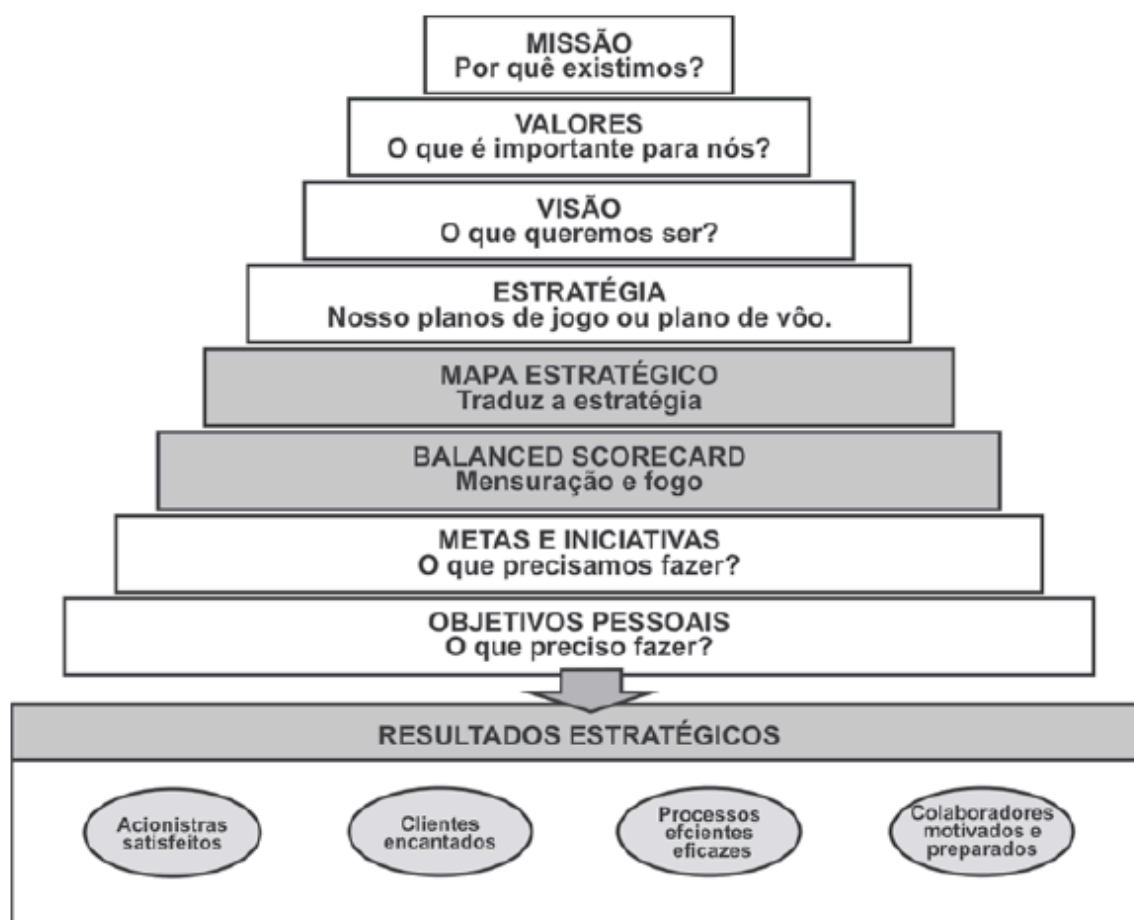 MISSÃO
Por quê existimos?
VALORES
O que é importante para nós?
VISÃO
O que queremos ser?
ESTRATÉGIA
Nosso planos de jogo ou plano de vôo.
MAPA ESTRATÉGICO
Traduz a estratégia
BALANCED SCORECARD
Mensuração e fogo
METAS E INICIATIVAS
O que precisamos fazer?
OBJETIVOS PESSOAIS
O que preciso fazer?
RESULTADOS ESTRATÉGICOS
Acionistras
satisfeitos
Clientes
encantados
Processos
efcientes
eficazes
Colaboradores
motivados e
preparados